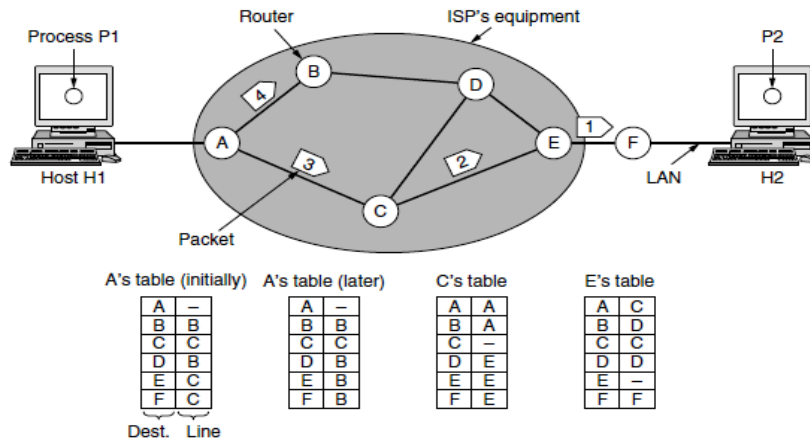 Router
ISP's equipment
Process P1
P2
B
D
4
1
A
E
F
3
2
Host H1
LAN
H2
C
Packet
A's table (initially) A's table (later) C's table E's table
A – A – A A A C
B B B B B A B D
C C C C C – C C
D B D B D E D D
E C E B E E E –
F C F B F E F F
Dest. Line